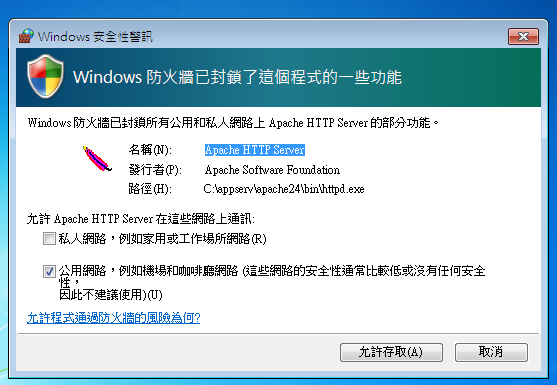 Windows 安全性警訊
Windows 防火牆已封鎖了這個程式的一些功能
Windows 防火牆已封鎖所有公用和私人網路上 Apache HTTP Server 的部分功能。
名稱(N): Apache HTTP Server
發行者(P): Apache Software Foundation
路徑(H): C:\appserv\apache24\bin\httpd.exe
允許 Apache HTTP Server 在這些網路上通訊:
私人網路，例如家用或工作場所網路(R)
公用網路，例如機場和咖啡廳網路 (這些網路的安全性通常比較低或沒有任何安全
性，
因此不建議使用)(U)
允許程式通過防火牆的風險為何?
允許存取(A)
取消